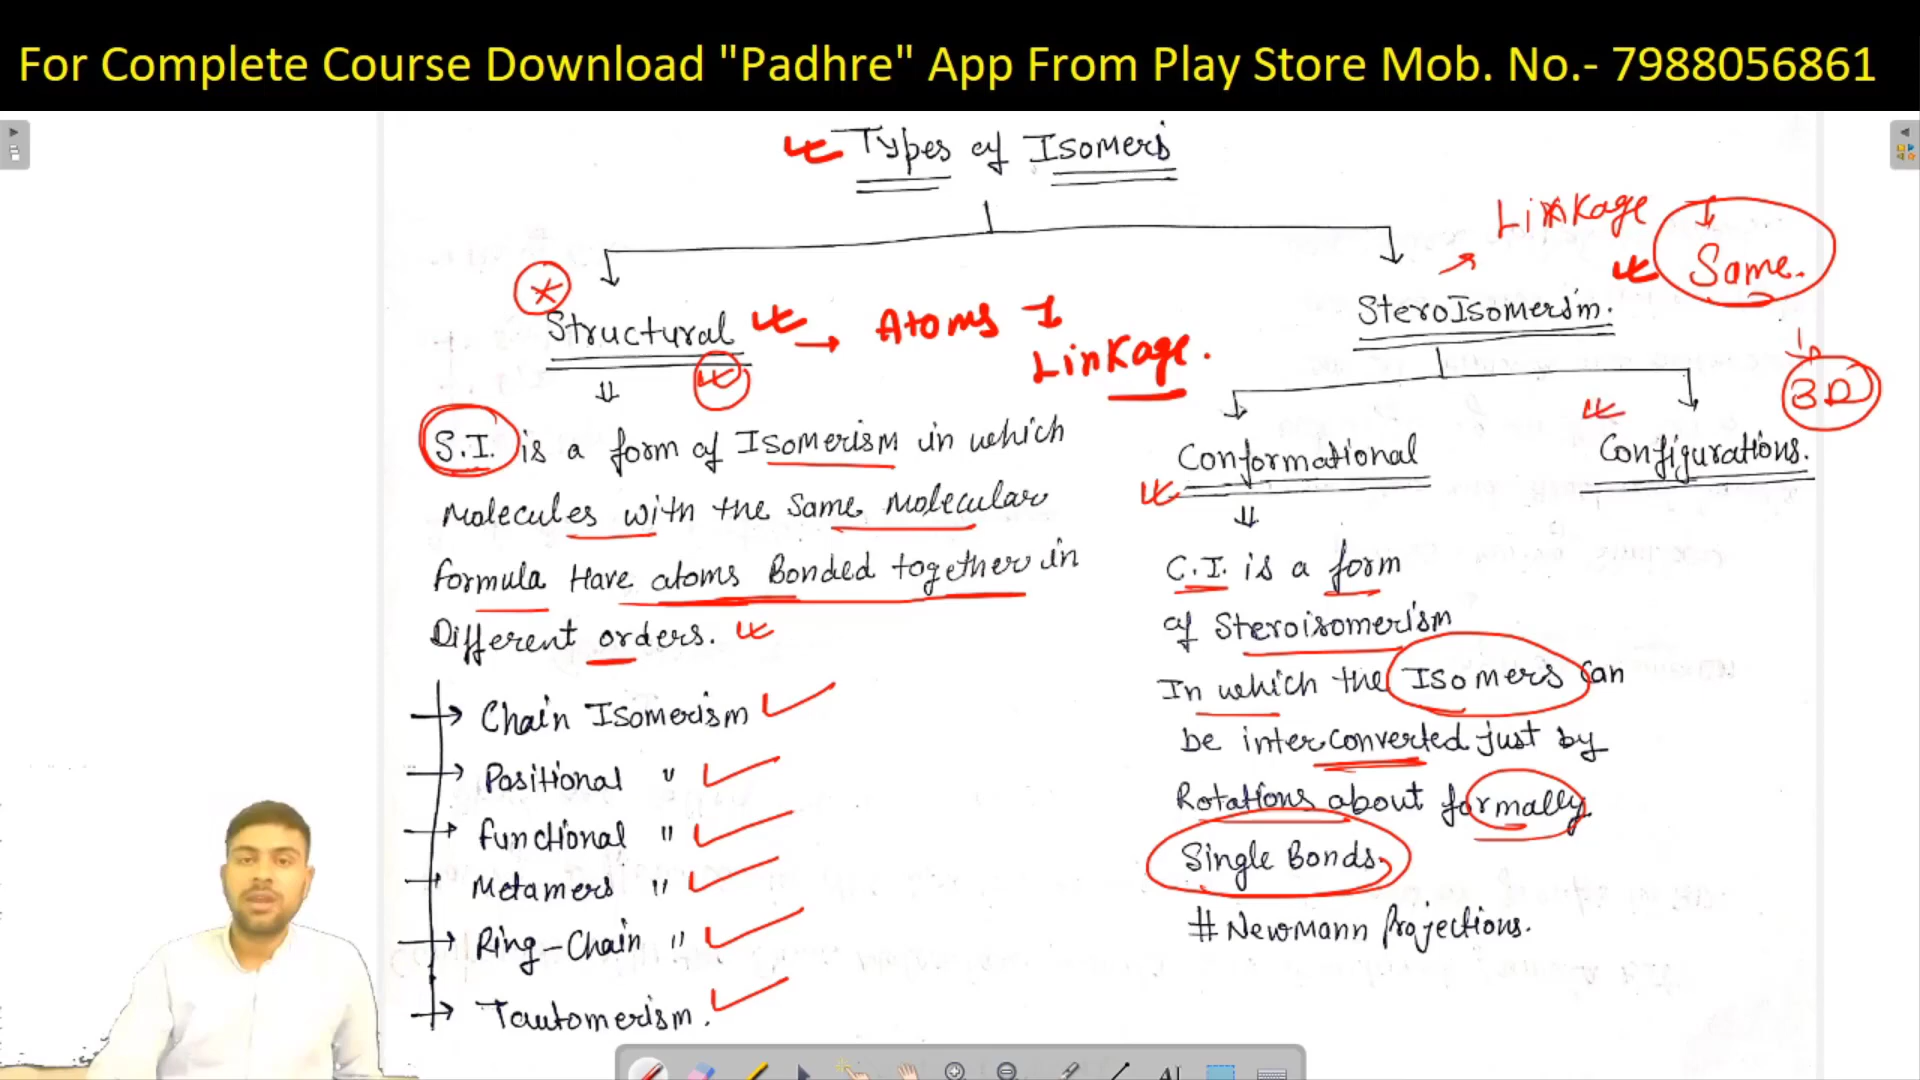 For Complete Course Download "Padhre" App From Play Store Mob. No.- 7988056861
Types of Isomers
Linkage
Same.
Structural → Atoms
Linkage.
SteroIsomerism.
3D
Conformational
Configurations.
S.I. is a form of Isomerism in which
Molecules with the same Molecular
formula Have atoms Bonded together in
Different orders.
→ Chain Isomerism
→ Positional "
→ functional "
→ Metamers "
→ Ring-Chain "
→ Tautomerism.
C.I. is a form
of Steroisomerism
In which the Isomers Can
be interconverted just by
Rotations about formally
Single Bonds,
# Newmann Projections.